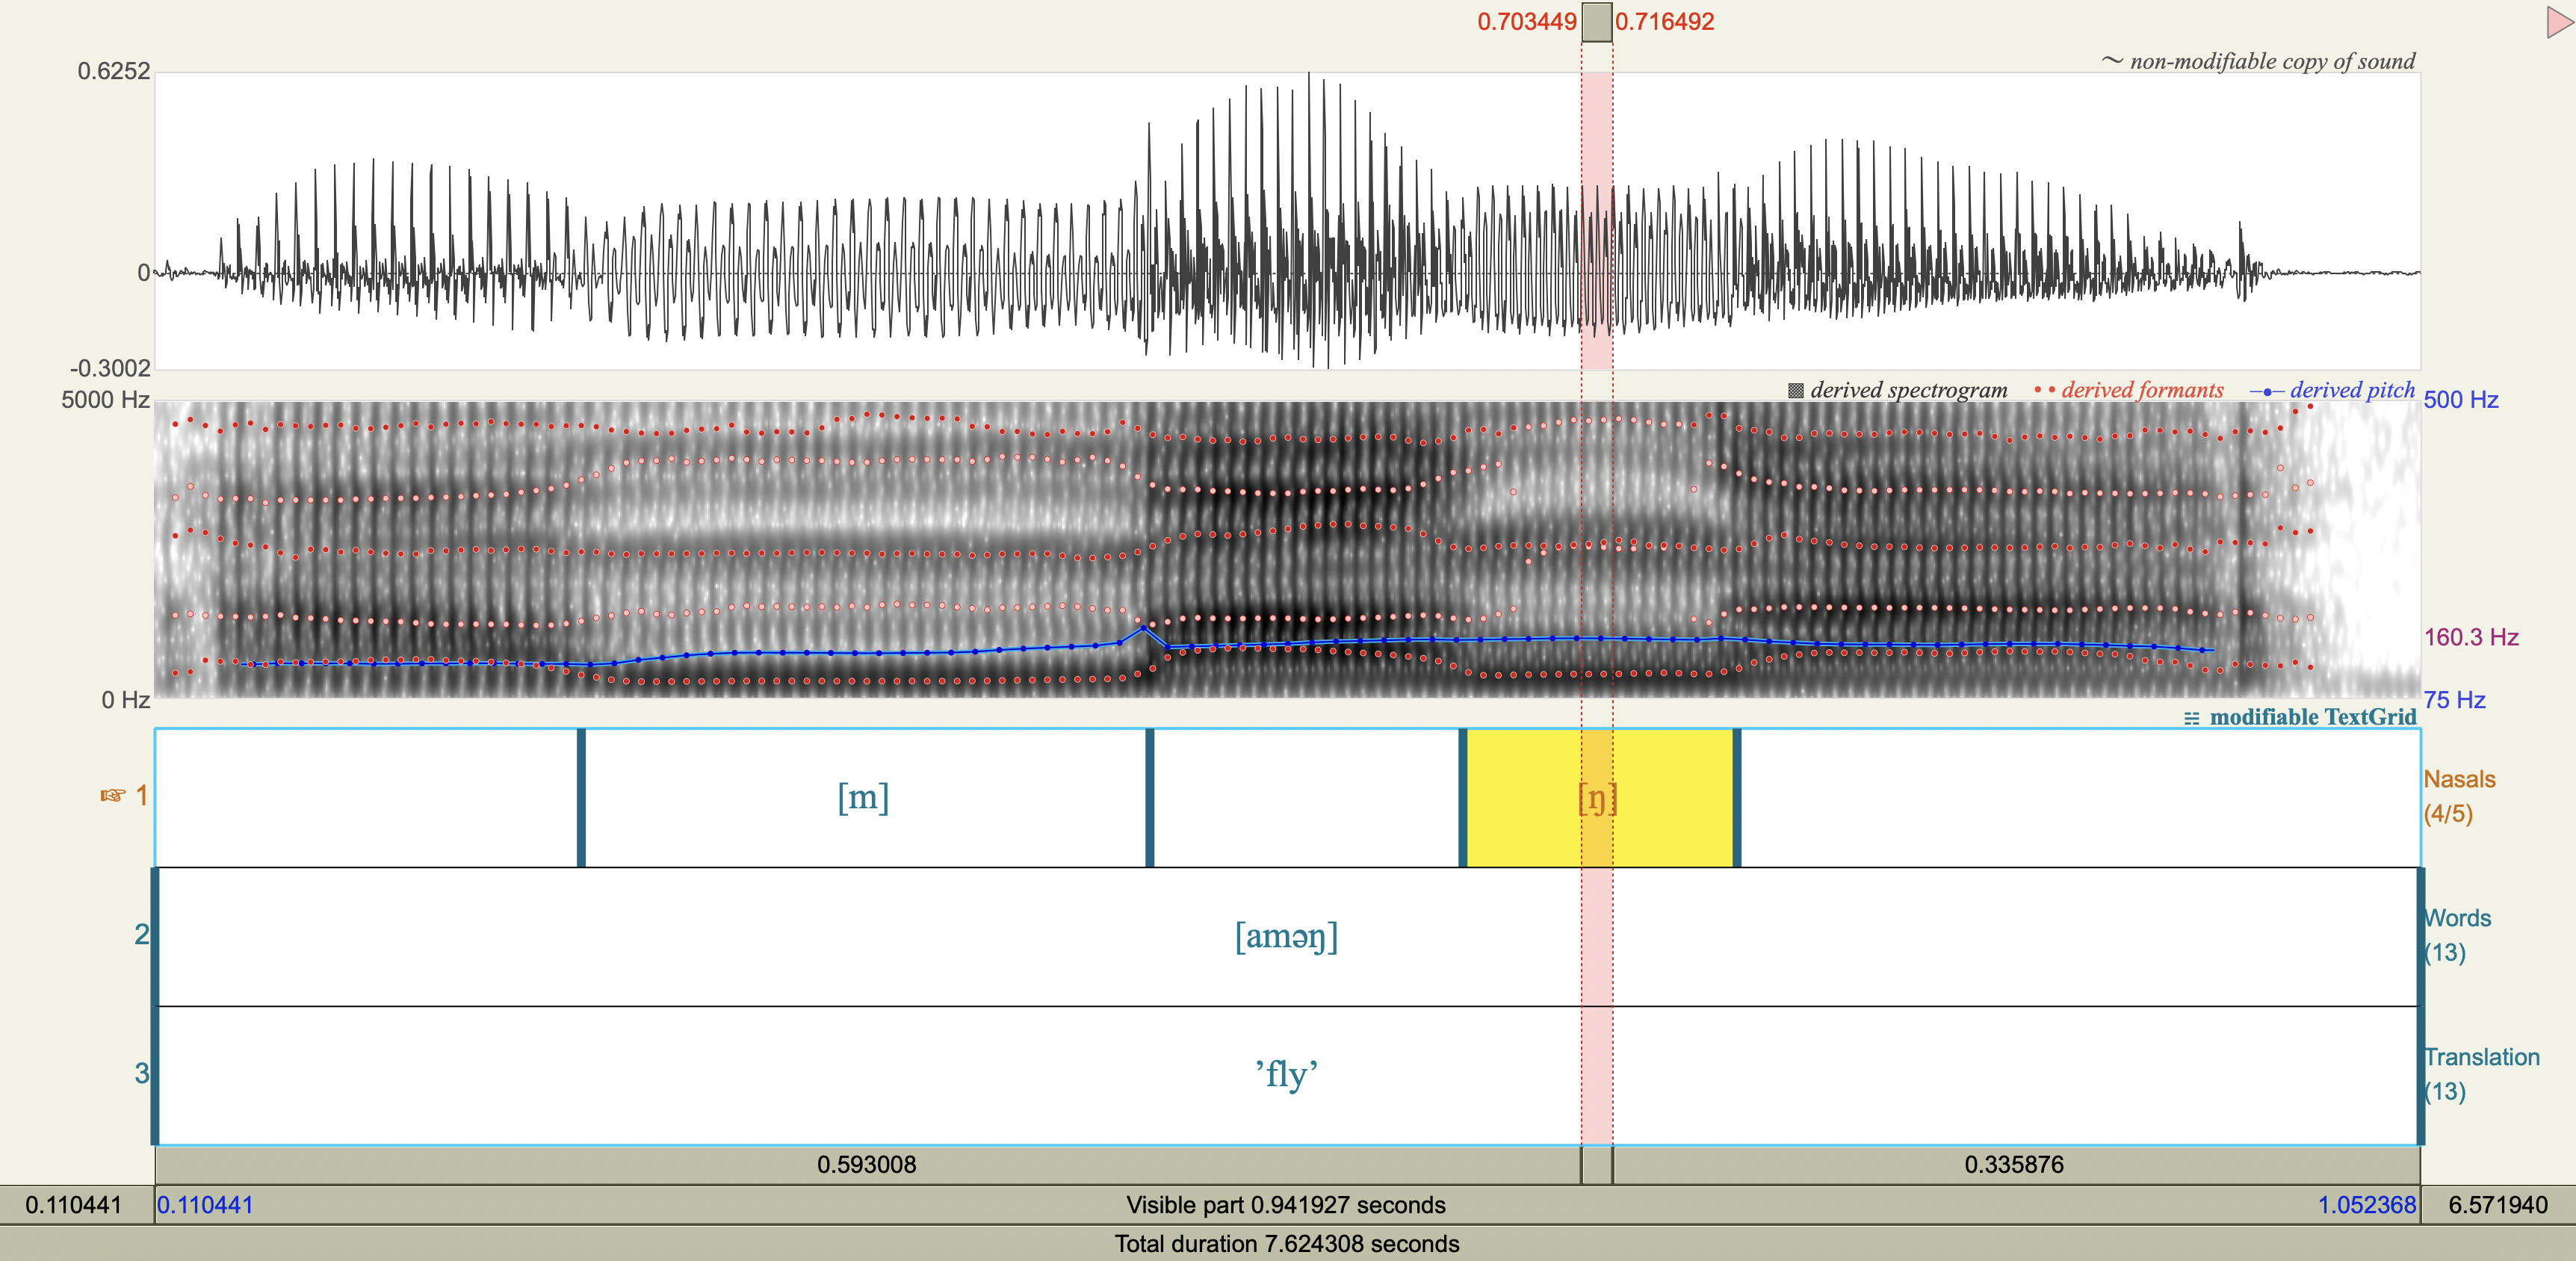 0.703449 0.716492
0.6252
~ non-modifiable copy of sound
0
-0.3002
5000 Hz
derived spectrogram derived formants derived pitch
500 Hz
160.3 Hz
0 Hz
75 Hz
modifiable TextGrid
☞ 1 [m] [ŋ] Nasals
(4/5)
2 [aməŋ] Words
(13)
3 ’fly’ Translation
(13)
0.593008 0.335876
0.110441 0.110441 Visible part 0.941927 seconds 1.052368 6.571940
Total duration 7.624308 seconds